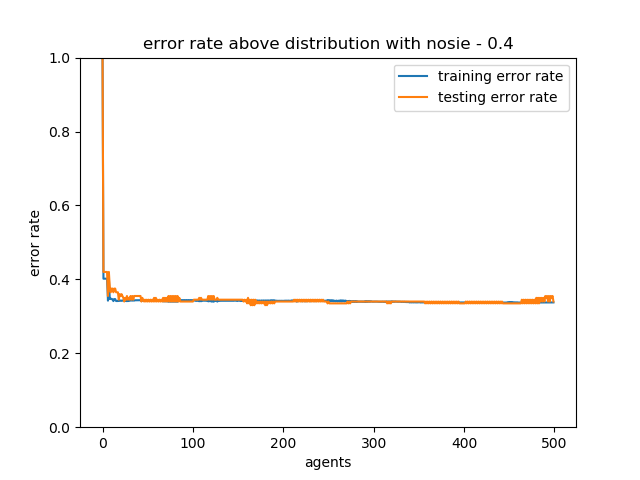 error rate above distribution with nosie - 0.4
training error rate
testing error rate
1.0
0.8
0.6
0.4
0.2
0.0
error rate
0 100 200 300 400 500
agents